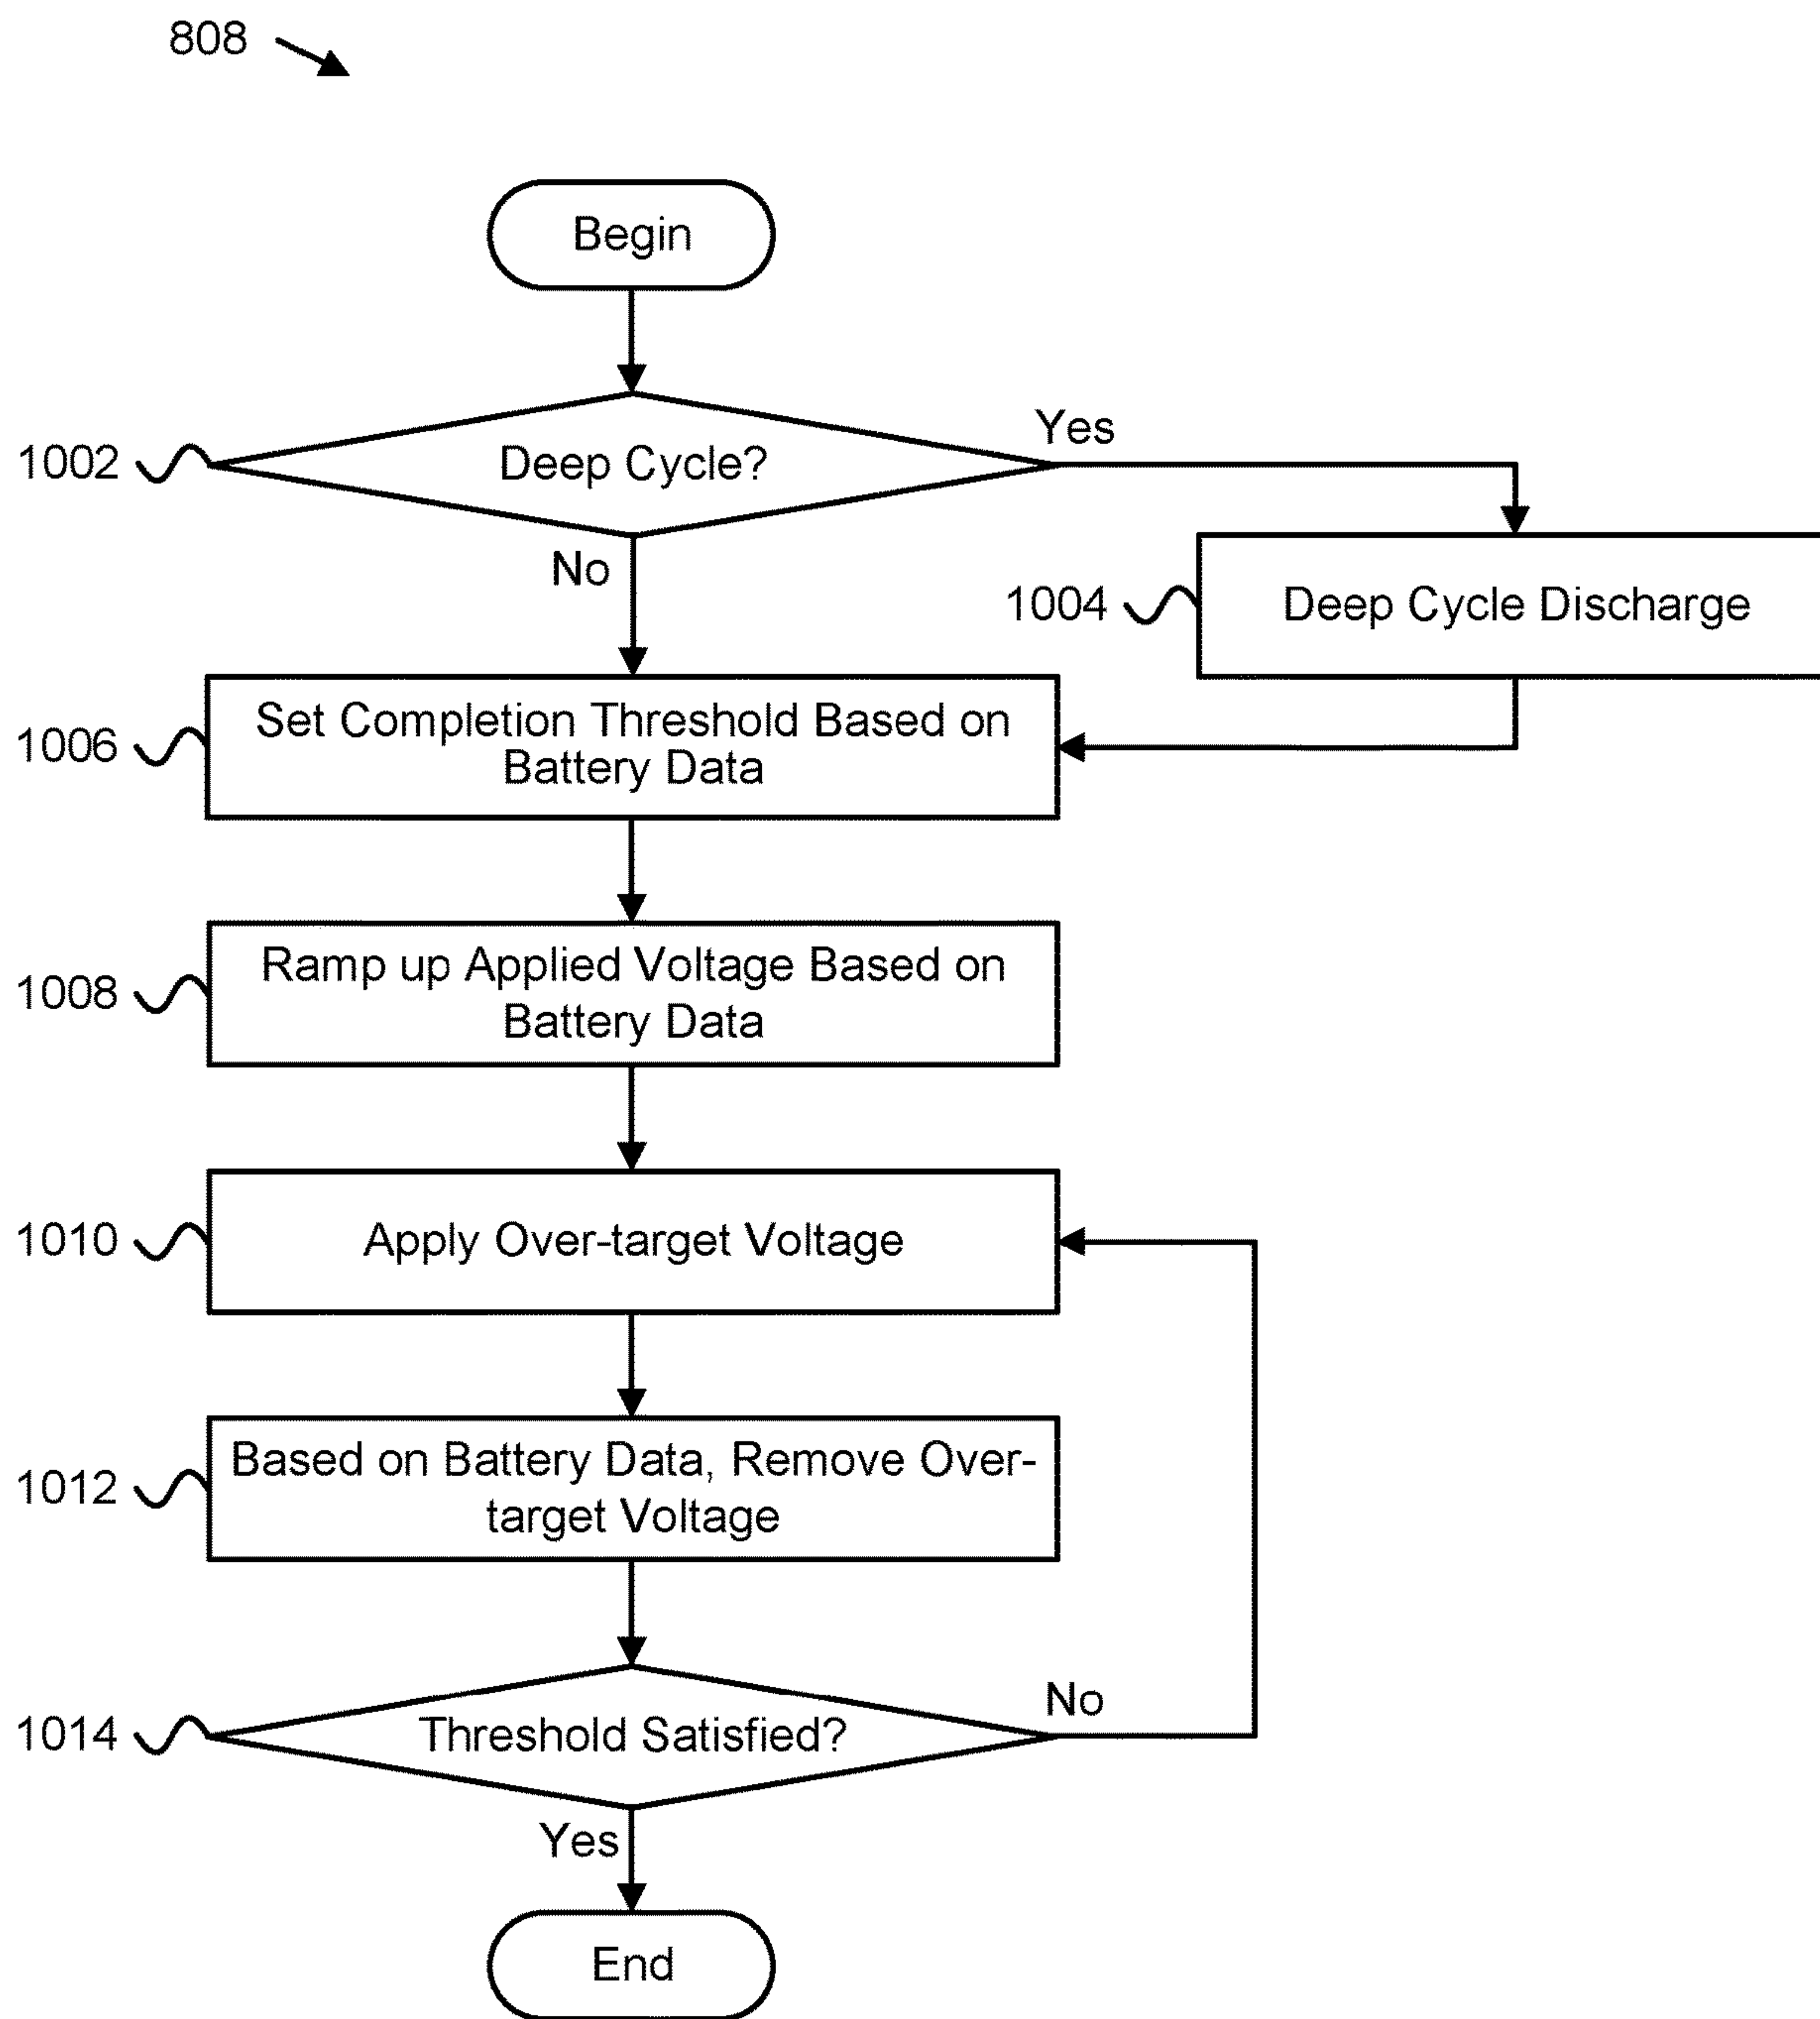 808
Begin
1002
Deep Cycle?
Yes
No
1004
Deep Cycle Discharge
1006
Set Completion Threshold Based on
Battery Data
1008
Ramp up Applied Voltage Based on
Battery Data
1010
Apply Over-target Voltage
1012
Based on Battery Data, Remove Over-
target Voltage
1014
Threshold Satisfied?
No
Yes
End